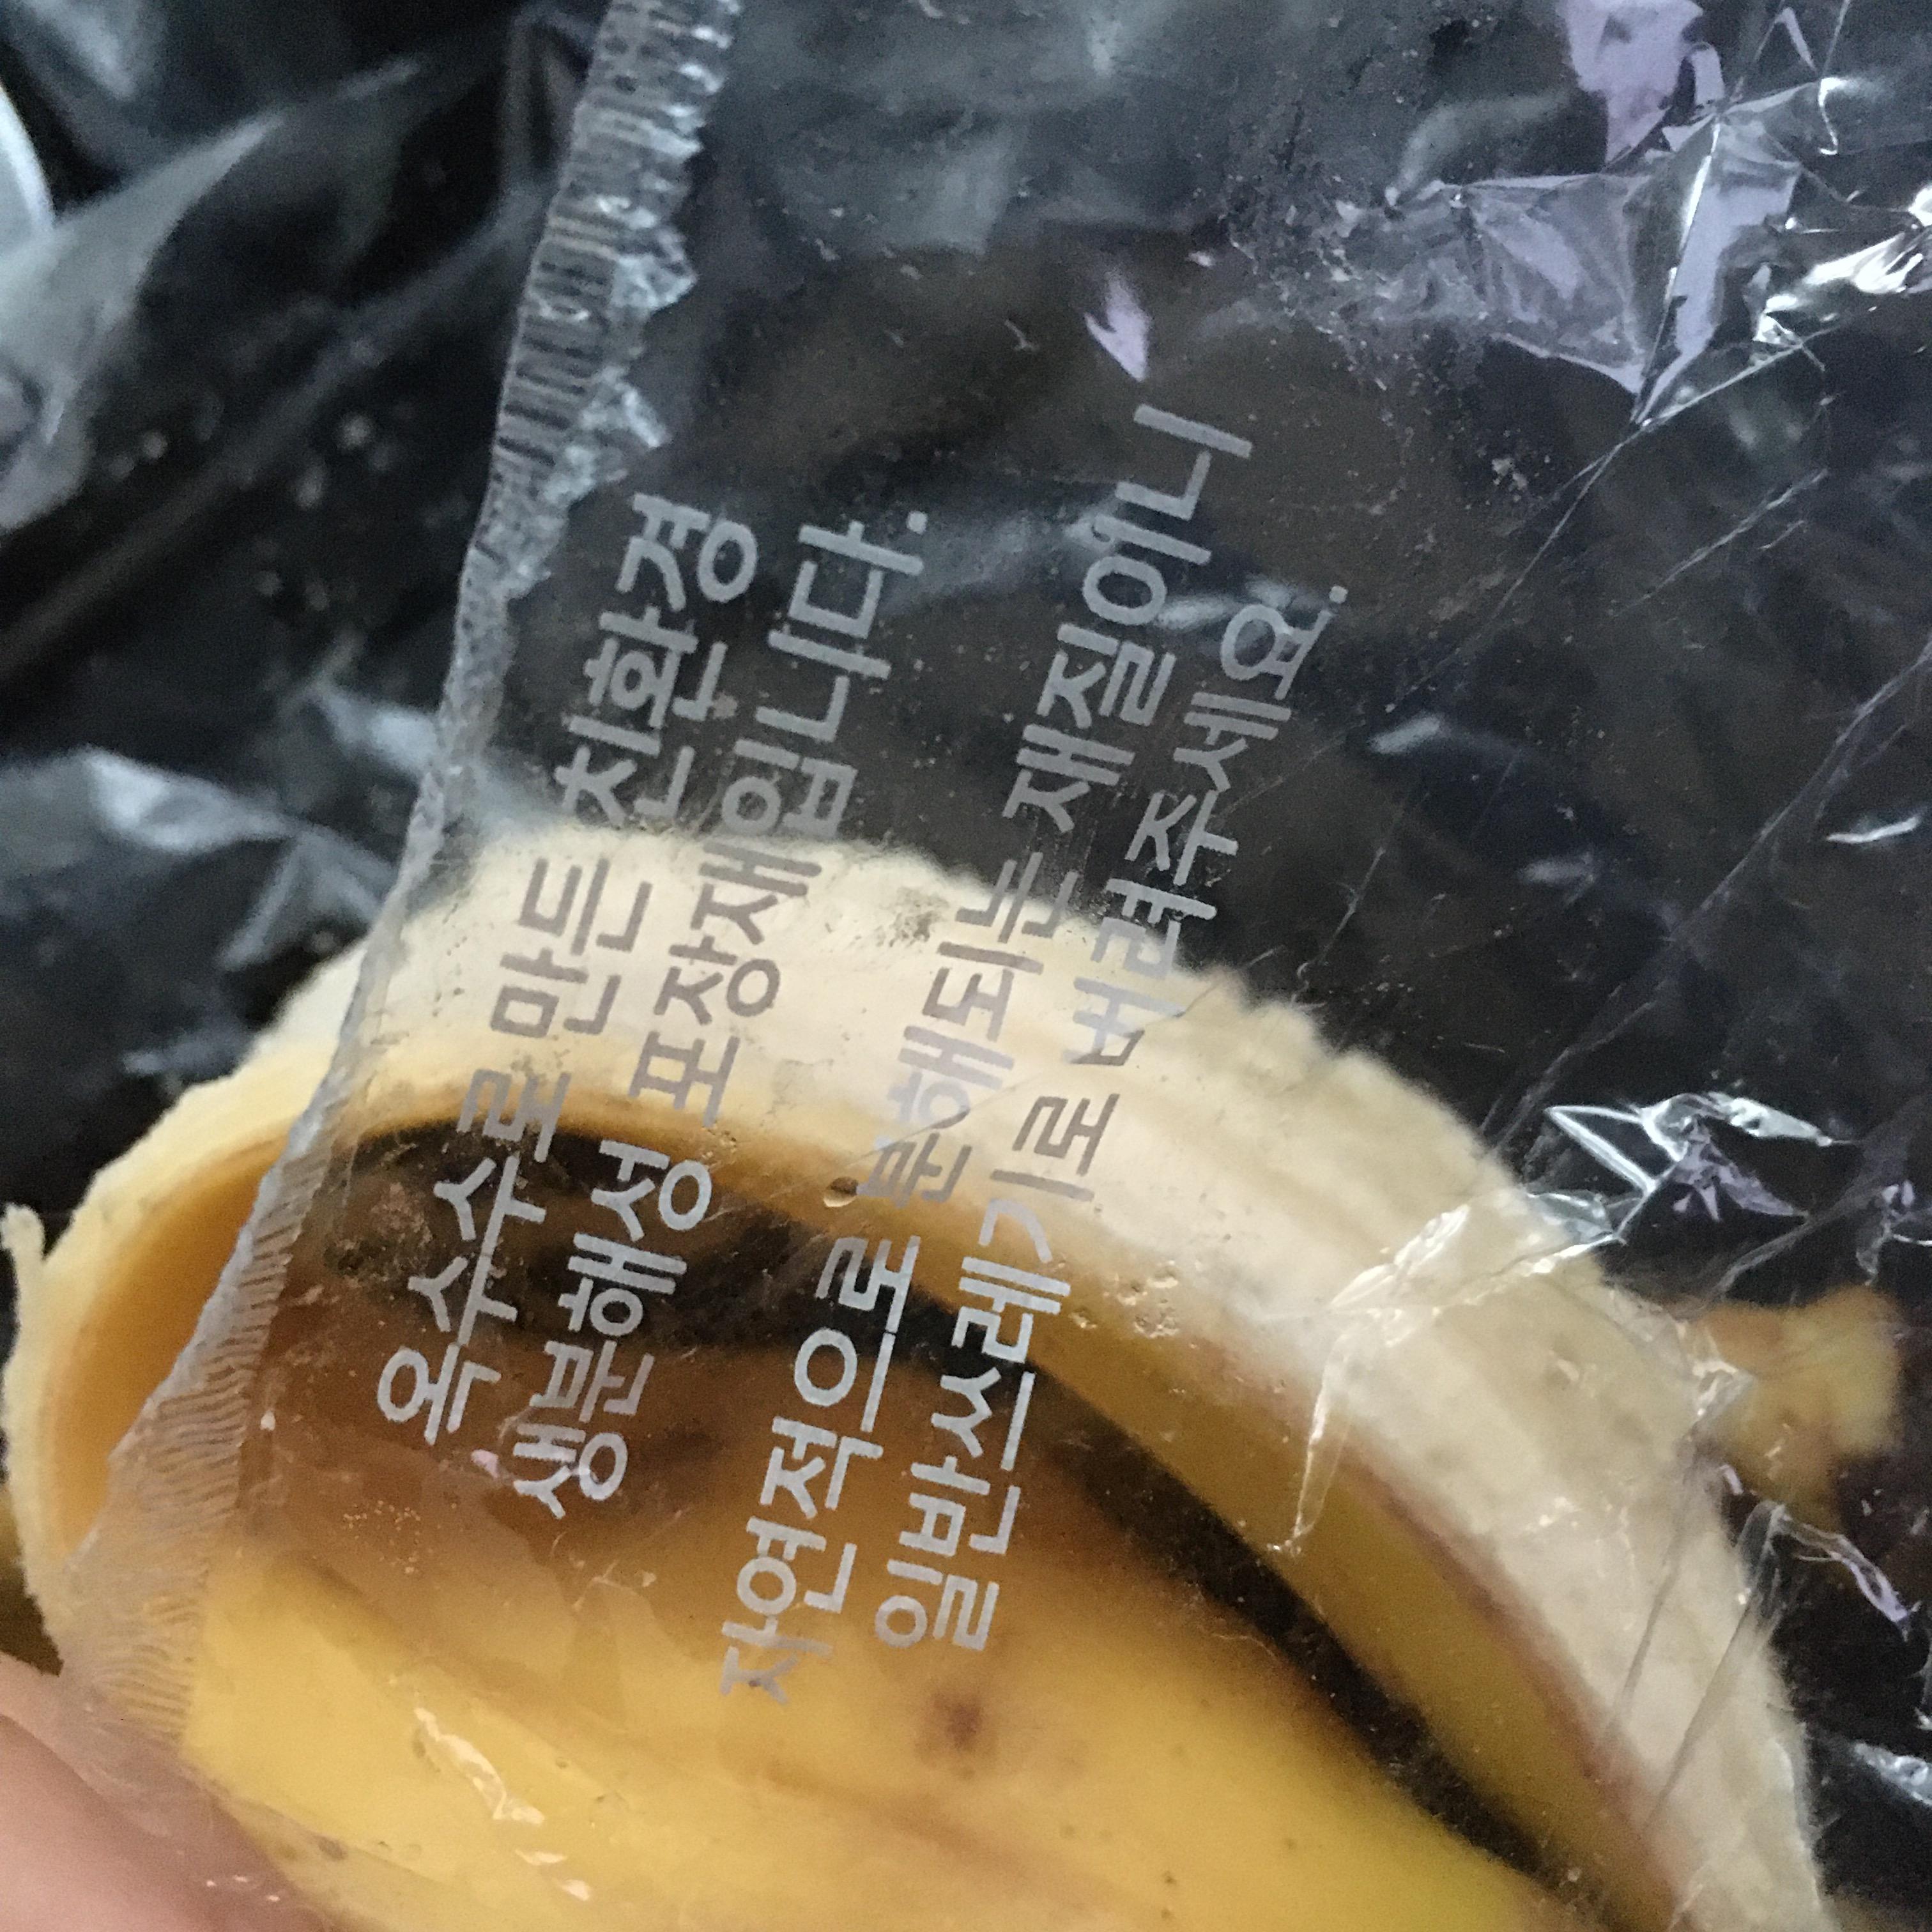 옥수수로 만든 친환경
생분해성 포장재입니다.
자연적으로 분해되는 재질이니
일반쓰레기로 버려주세요.